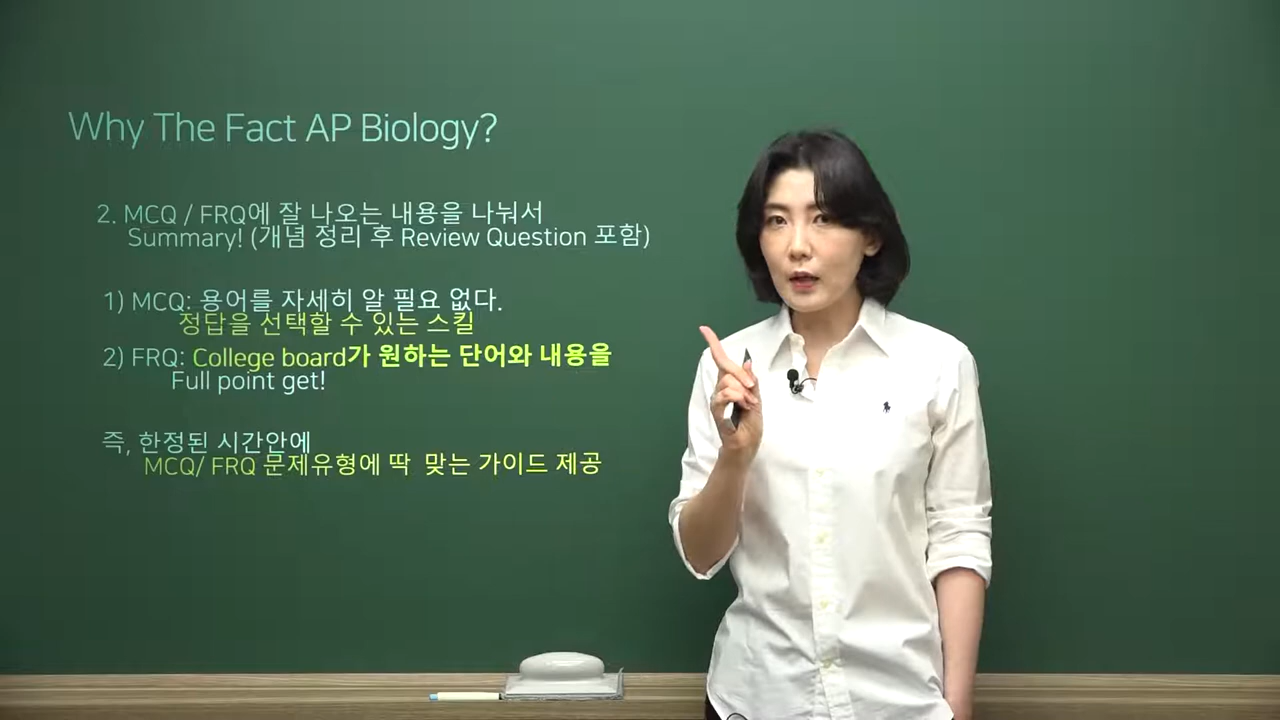 Why The Fact AP Biology?
2. MCQ / FRQ에 잘 나오는 내용을 나눠서
Summary! (개념 정리 후 Review Question 포함)
1) MCQ: 용어를 자세히 알 필요 없다.
정답을 선택할 수 있는 스킬
2) FRQ: College board가 원하는 단어와 내용을
Full point get!
즉, 한정된 시간안에
MCQ/ FRQ 문제유형에 딱 맞는 가이드 제공